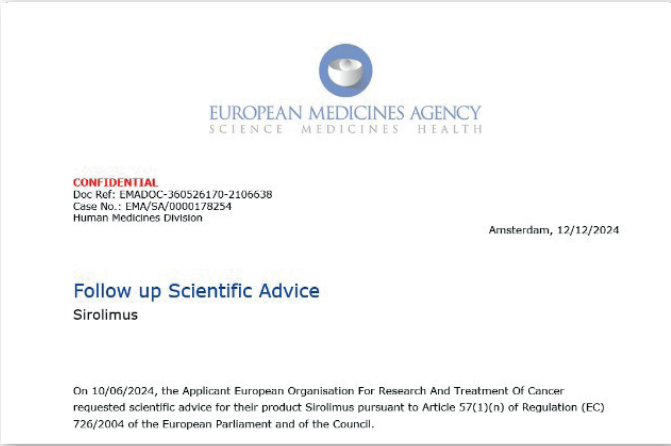 EUROPEAN MEDICINES AGENCY
SCIENCE MEDICINES HEALTH
CONFIDENTIAL
Doc Ref: EMADOC-360526170-2106638
Case No.: EMA/SA/0000178254
Human Medicines Division
Amsterdam, 12/12/2024
Follow up Scientific Advice
Sirolimus
On 10/06/2024, the Applicant European Organisation For Research And Treatment Of Cancer
requested scientific advice for their product Sirolimus pursuant to Article 57(1)(n) of Regulation (EC)
726/2004 of the European Parliament and of the Council.